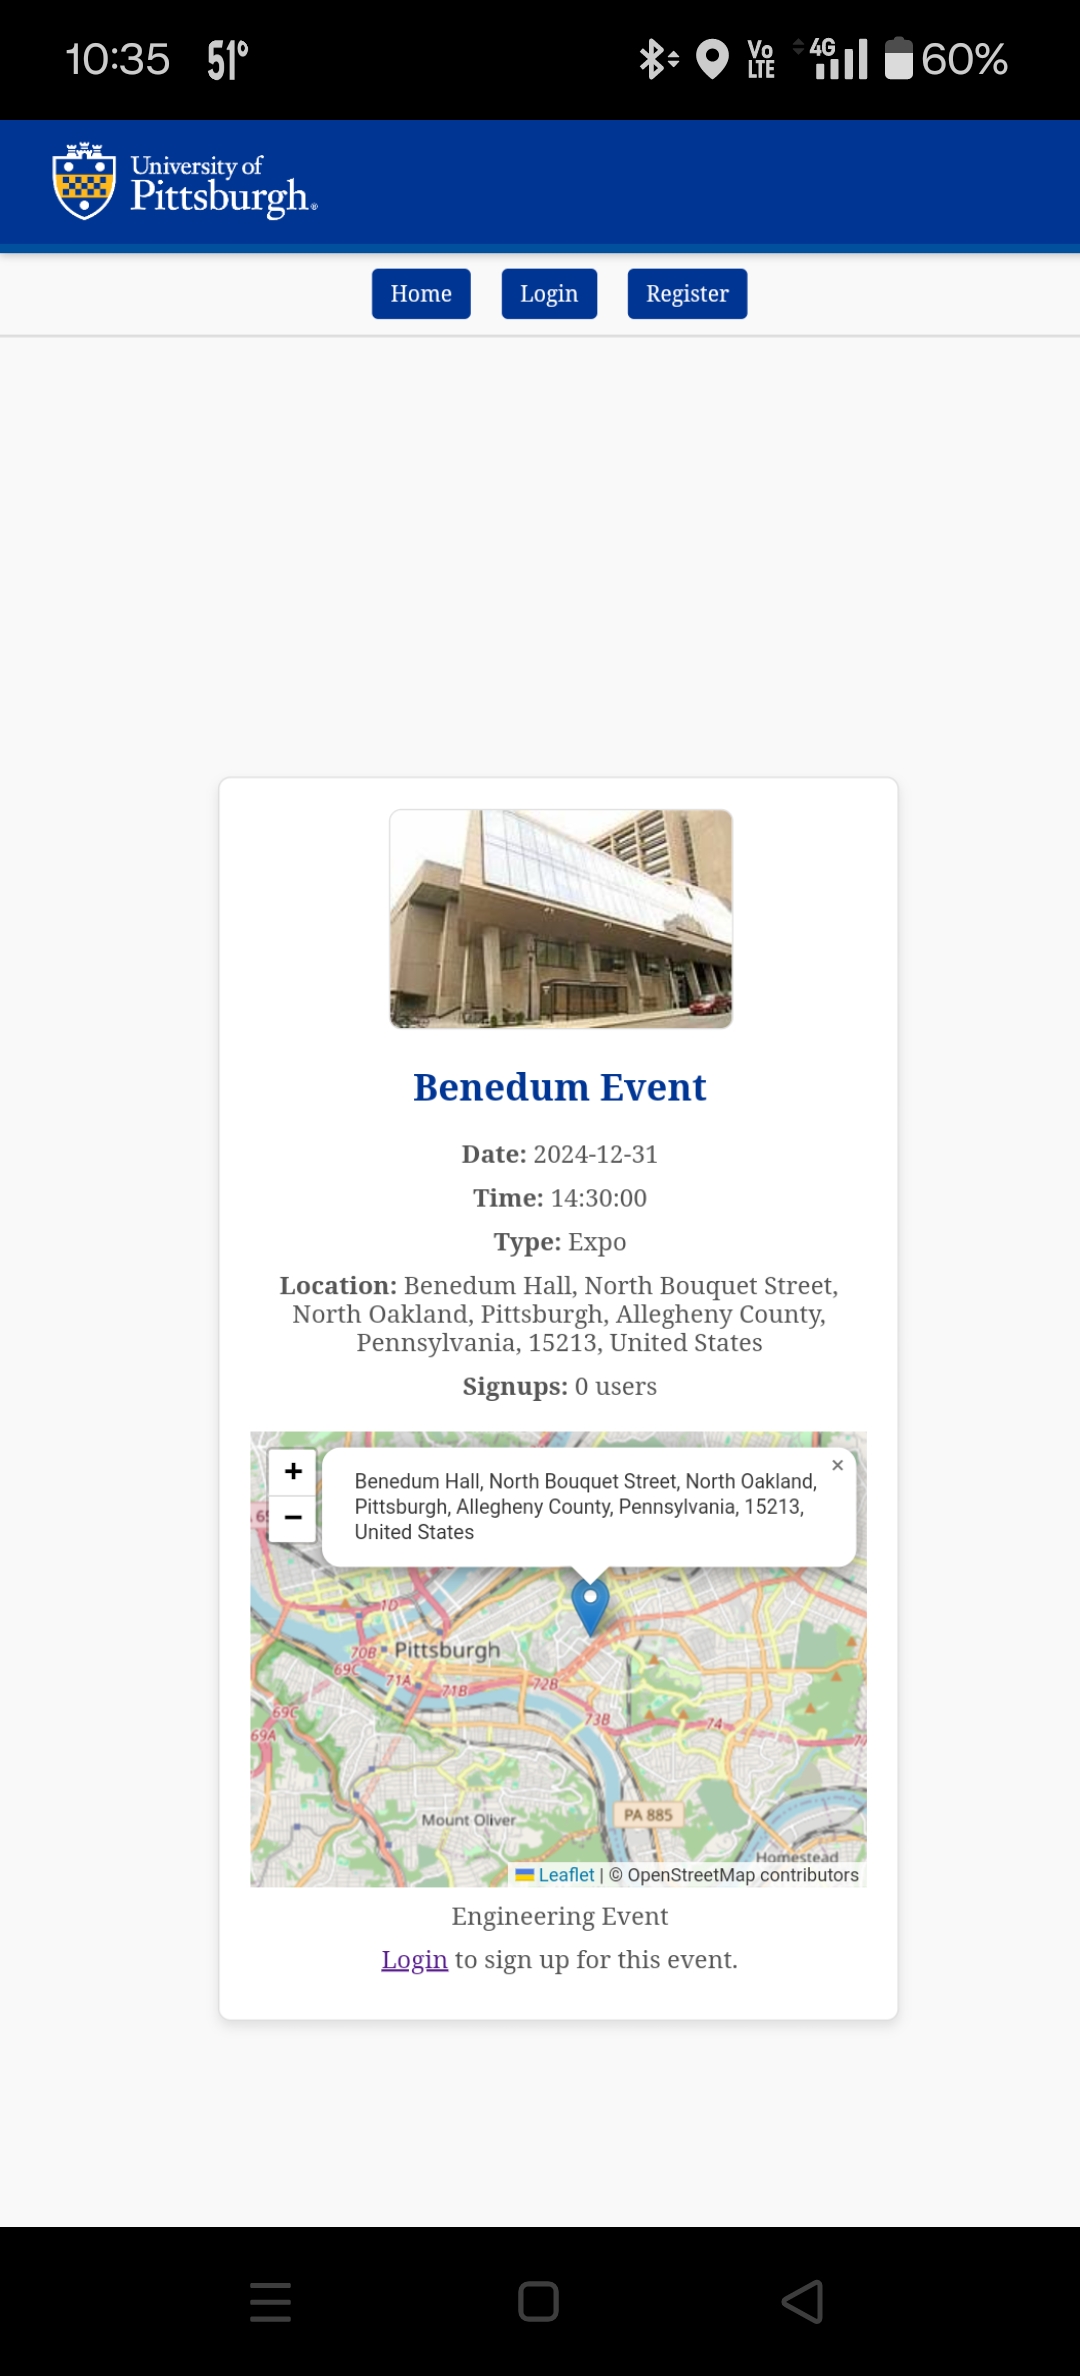 10:35 51°
Vo LTE 4G 60%
University of
Pittsburgh®
Home Login Register
Benedum Event
Date: 2024-12-31
Time: 14:30:00
Type: Expo
Location: Benedum Hall, North Bouquet Street,
North Oakland, Pittsburgh, Allegheny County,
Pennsylvania, 15213, United States
Signups: 0 users
+
−
Benedum Hall, North Bouquet Street, North Oakland,
Pittsburgh, Allegheny County, Pennsylvania, 15213,
United States
×
1D
70B Pittsburgh
69C
71A
71B
72B
69C
73B
74
69A
Mount Oliver
PA 885
Homestead
Leaflet | © OpenStreetMap contributors
Engineering Event
Login to sign up for this event.